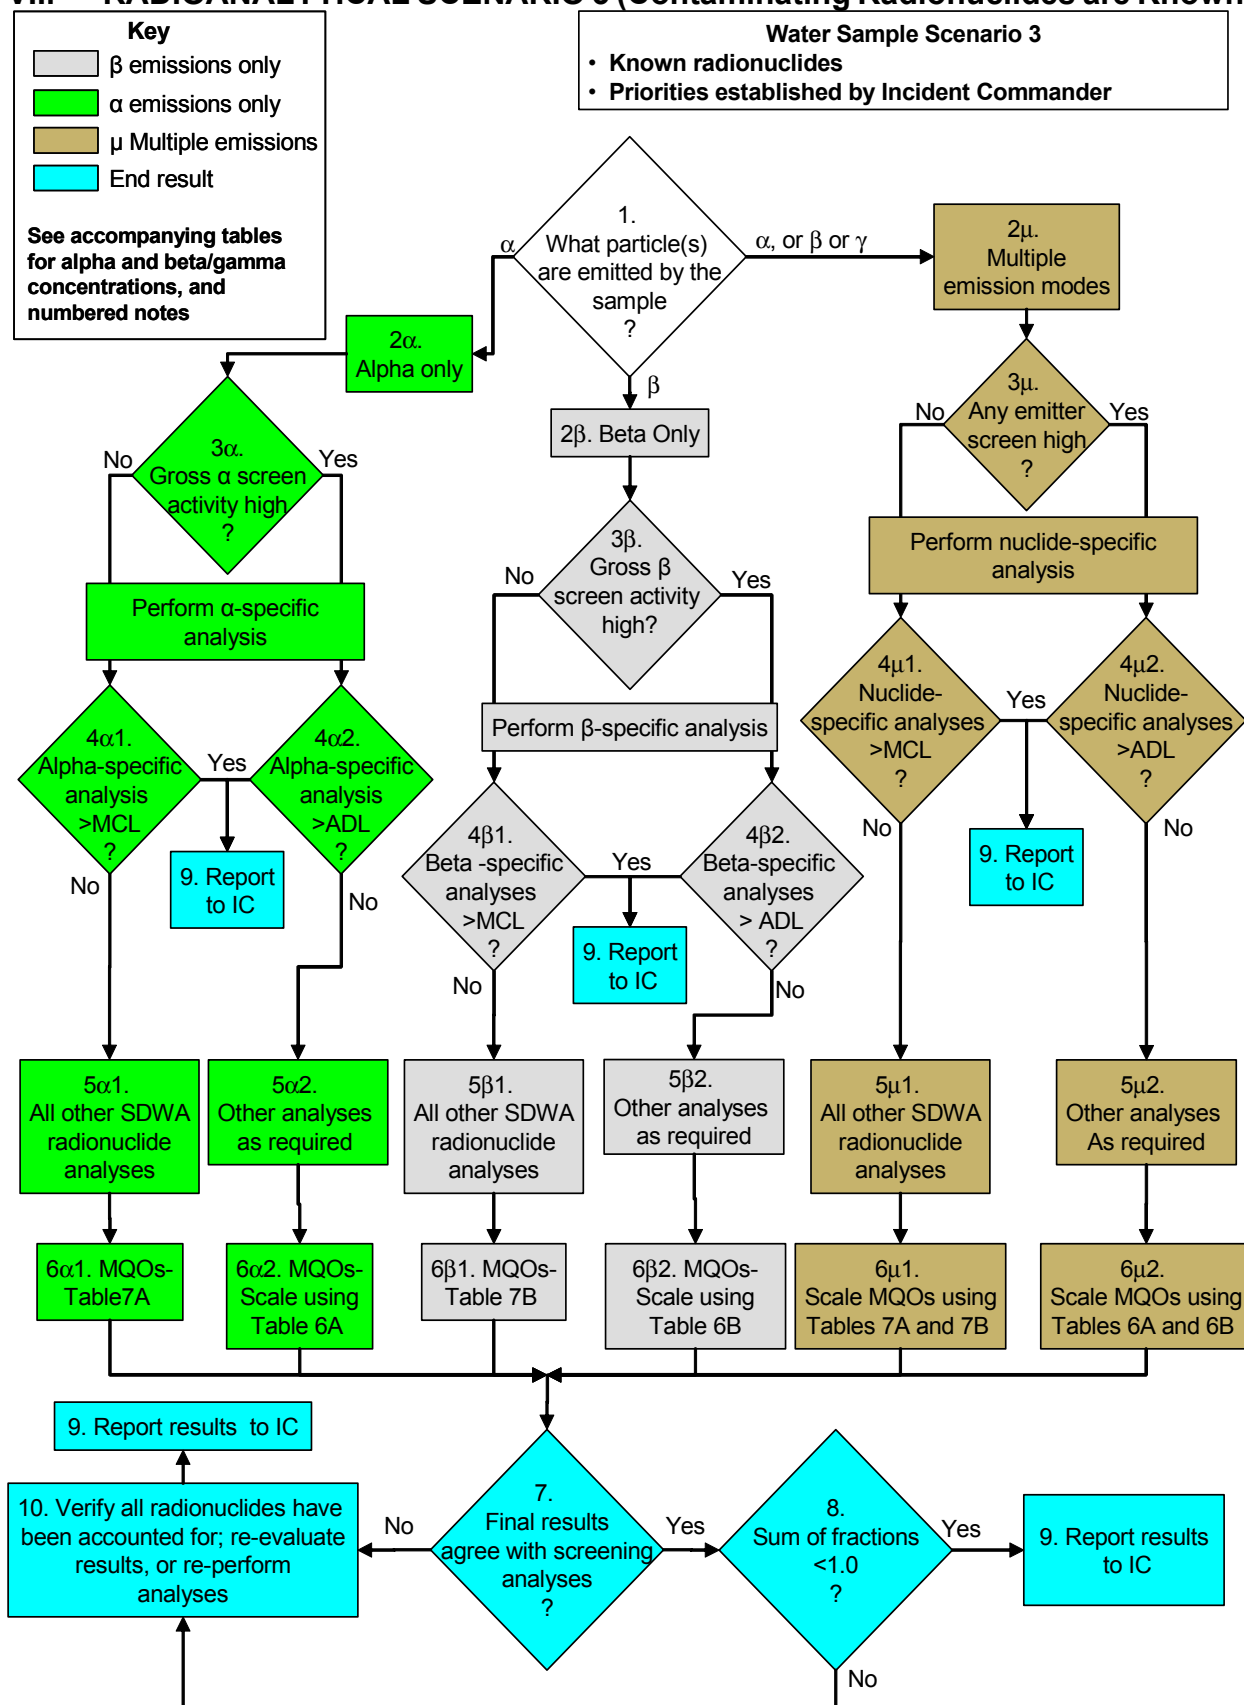 VIII RADIOANALYTICAL SCENARIO 3 (Contaminating Radionuclides are Known
Key
β emissions only
α emissions only
μ Multiple emissions
End result
See accompanying tables
for alpha and beta/gamma
concentrations, and
numbered notes
Water Sample Scenario 3
• Known radionuclides
• Priorities established by Incident Commander
1.
What particle(s)
are emitted by the
sample
?
α
α, or β or γ
β
2α.
Alpha only
2β. Beta Only
2μ.
Multiple
emission modes
3α.
Gross α screen
activity high
?
No
Yes
3β.
Gross β
screen activity
high?
No
Yes
3μ.
Any emitter
screen high
?
No
Yes
Perform α-specific
analysis
Perform β-specific analysis
Perform nuclide-specific
analysis
4α1.
Alpha-specific
analysis
>MCL
?
Yes
4α2.
Alpha-specific
analysis
>ADL
?
No
No
9. Report
to IC
4β1.
Beta -specific
analyses
>MCL
?
Yes
4β2.
Beta-specific
analyses
> ADL
?
No
No
9. Report
to IC
4μ1.
Nuclide-
specific analyses
>MCL
?
Yes
4μ2.
Nuclide-
specific analyses
>ADL
?
No
No
9. Report
to IC
5α1.
All other SDWA
radionuclide
analyses
5α2.
Other analyses
as required
5β1.
All other SDWA
radionuclide
analyses
5β2.
Other analyses
as required
5μ1.
All other SDWA
radionuclide
analyses
5μ2.
Other analyses
As required
6α1. MQOs-
Table7A
6α2. MQOs-
Scale using
Table 6A
6β1. MQOs-
Table 7B
6β2. MQOs-
Scale using
Table 6B
6μ1.
Scale MQOs using
Tables 7A and 7B
6μ2.
Scale MQOs using
Tables 6A and 6B
9. Report results to IC
10. Verify all radionuclides have
been accounted for; re-evaluate
results, or re-perform
analyses
No
7.
Final results
agree with screening
analyses
?
Yes
8.
Sum of fractions
<1.0
?
Yes
9. Report results
to IC
No